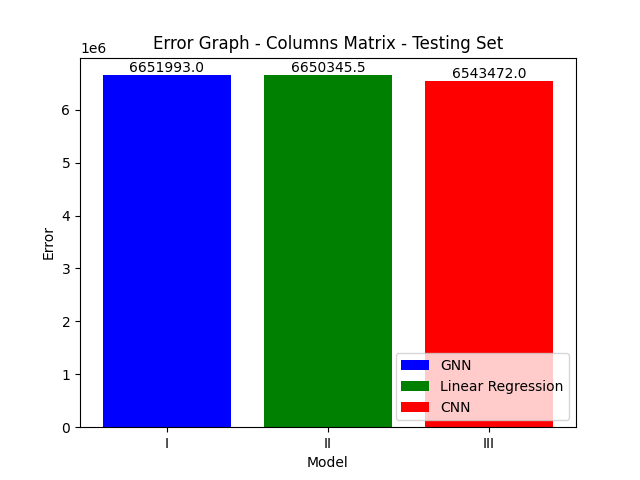 Error Graph - Columns Matrix - Testing Set
1e6
6651993.0
6650345.5
6543472.0
6
5
4
3
2
1
0
Error
GNN
Linear Regression
CNN
I
II
III
Model